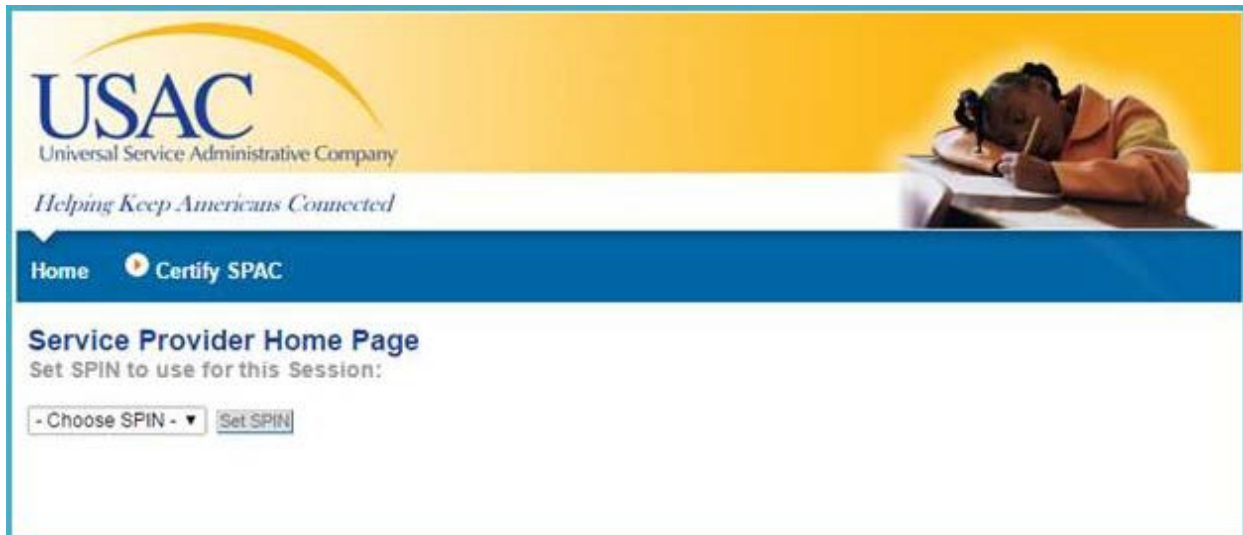 USAC
Universal Service Administrative Company
Helping Keep Americans Connected
Home Certify SPAC
Service Provider Home Page
Set SPIN to use for this Session:
- Choose SPIN - Set SPIN